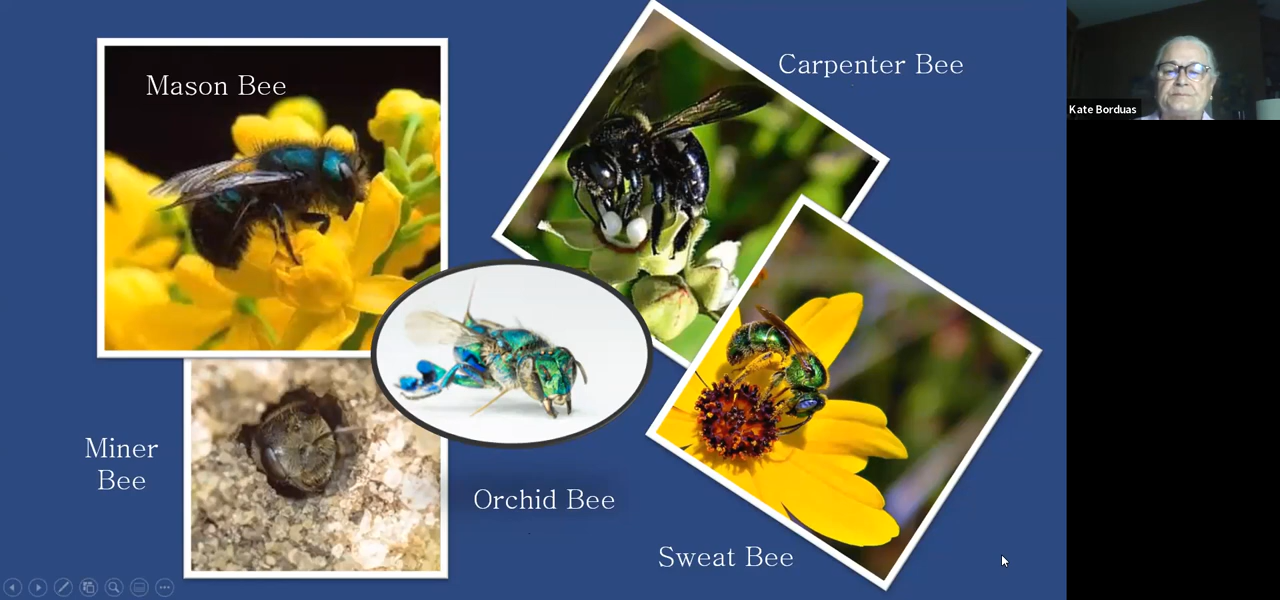 Mason Bee
Carpenter Bee
Kate Borduas
Miner
Bee
Orchid Bee
Sweat Bee